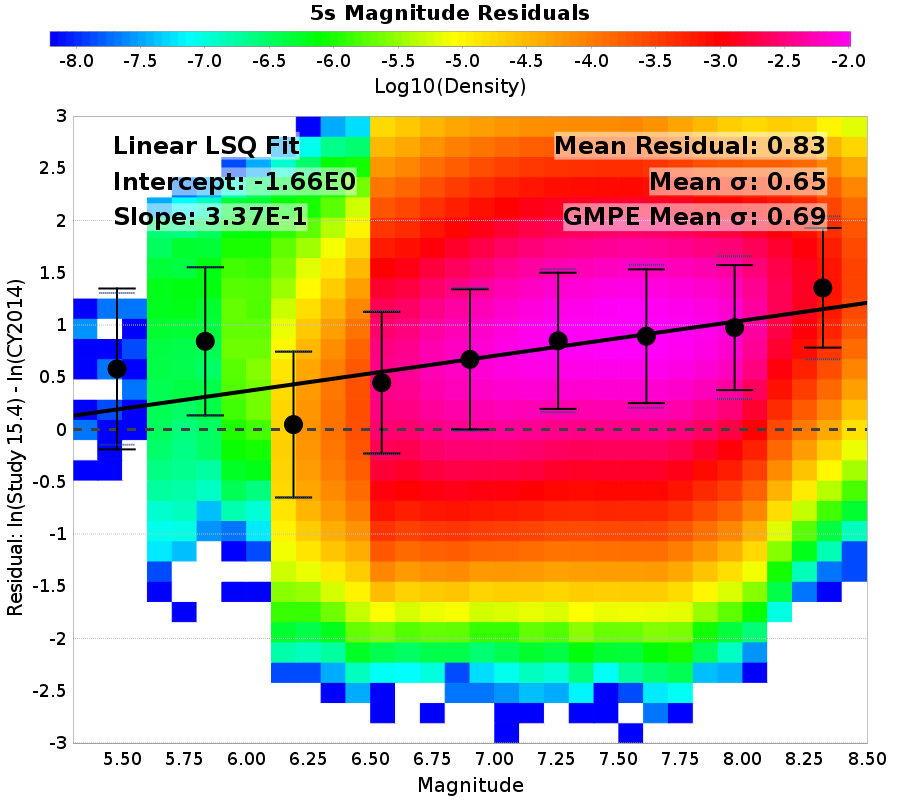 5s Magnitude Residuals
-8.0 -7.5 -7.0 -6.5 -6.0 -5.5 -5.0 -4.5 -4.0 -3.5 -3.0 -2.5 -2.0
Log10(Density)
Linear LSQ Fit
Intercept: -1.66E0
Slope: 3.37E-1
Mean Residual: 0.83
Mean σ: 0.65
GMPE Mean σ: 0.69
Residual: ln(Study 15.4) - ln(CY2014)
3
2.5
2
1.5
1
0.5
0
-0.5
-1
-1.5
-2
-2.5
-3
5.50 5.75 6.00 6.25 6.50 6.75 7.00 7.25 7.50 7.75 8.00 8.25 8.50
Magnitude